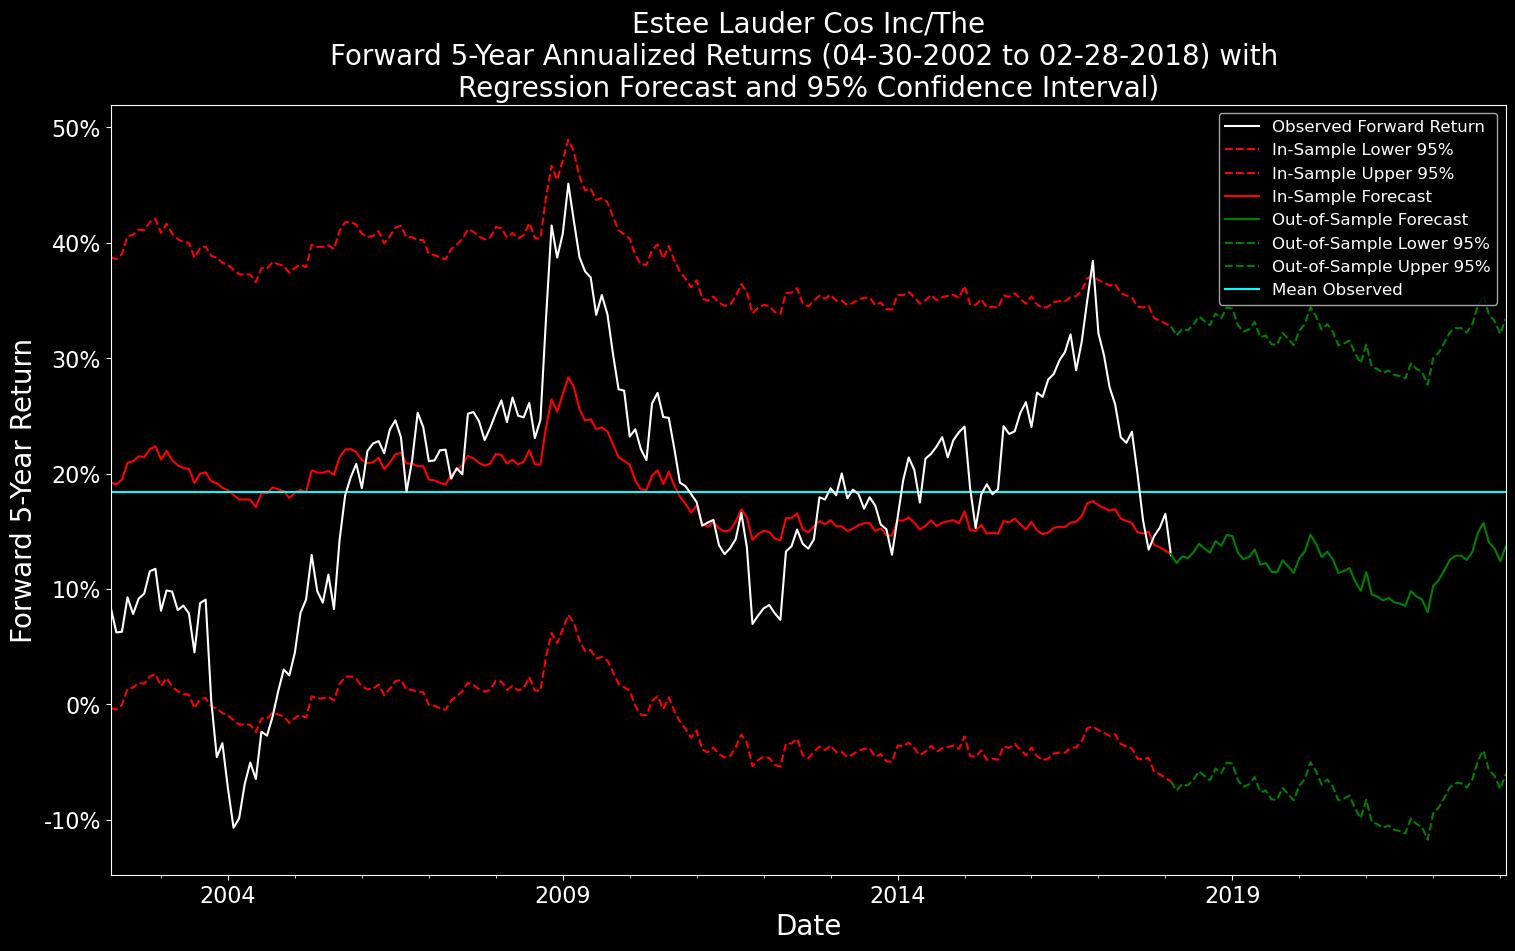 Estee Lauder Cos Inc/The
Forward 5-Year Annualized Returns (04-30-2002 to 02-28-2018) with
Regression Forecast and 95% Confidence Interval)
Observed Forward Return
In-Sample Lower 95%
In-Sample Upper 95%
In-Sample Forecast
Out-of-Sample Forecast
Out-of-Sample Lower 95%
Out-of-Sample Upper 95%
Mean Observed
Forward 5-Year Return
50%
40%
30%
20%
10%
0%
-10%
2004
2009
2014
2019
Date